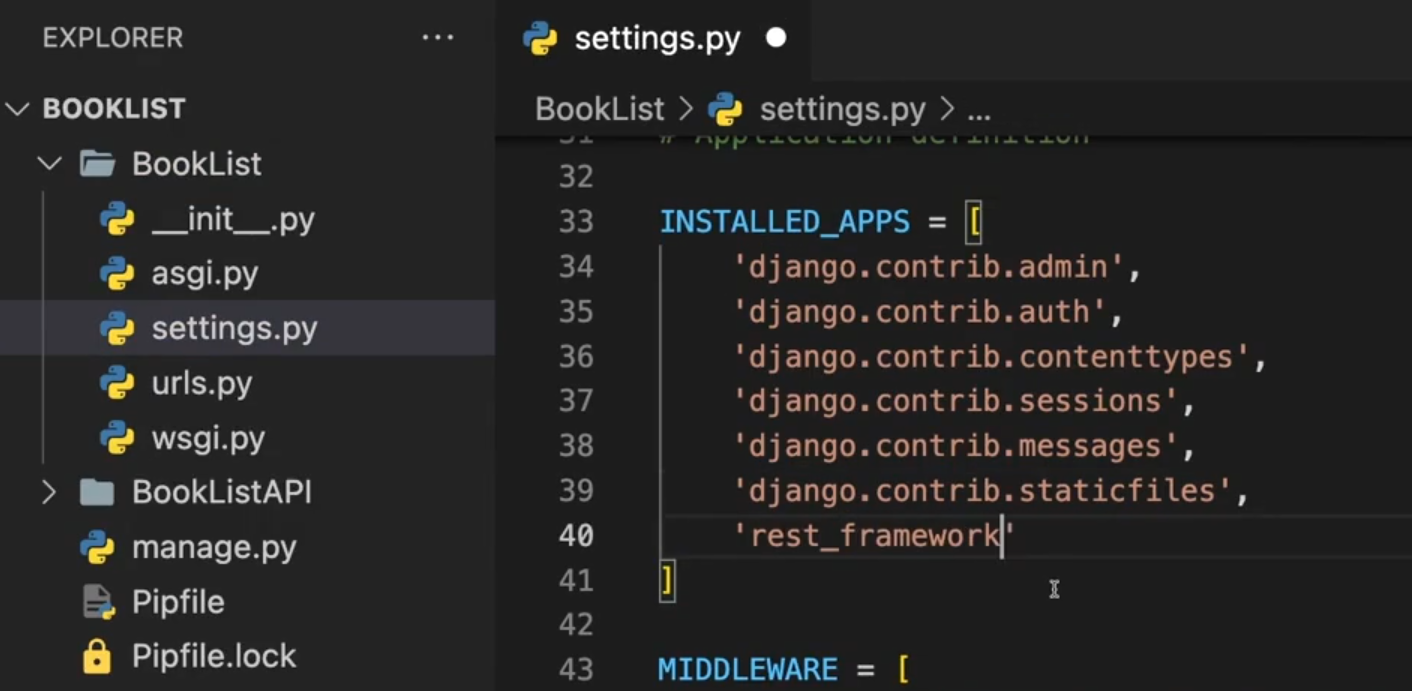 EXPLORER ...
BOOKLIST
BookList
__init__.py
asgi.py
settings.py
urls.py
wsgi.py
BookListAPI
manage.py
Pipfile
Pipfile.lock
settings.py
BookList > settings.py > ...
31 # Application definition
32
33 INSTALLED_APPS = [
34 'django.contrib.admin',
35 'django.contrib.auth',
36 'django.contrib.contenttypes',
37 'django.contrib.sessions',
38 'django.contrib.messages',
39 'django.contrib.staticfiles',
40 'rest_framework'
41 ]
42
43 MIDDLEWARE = [